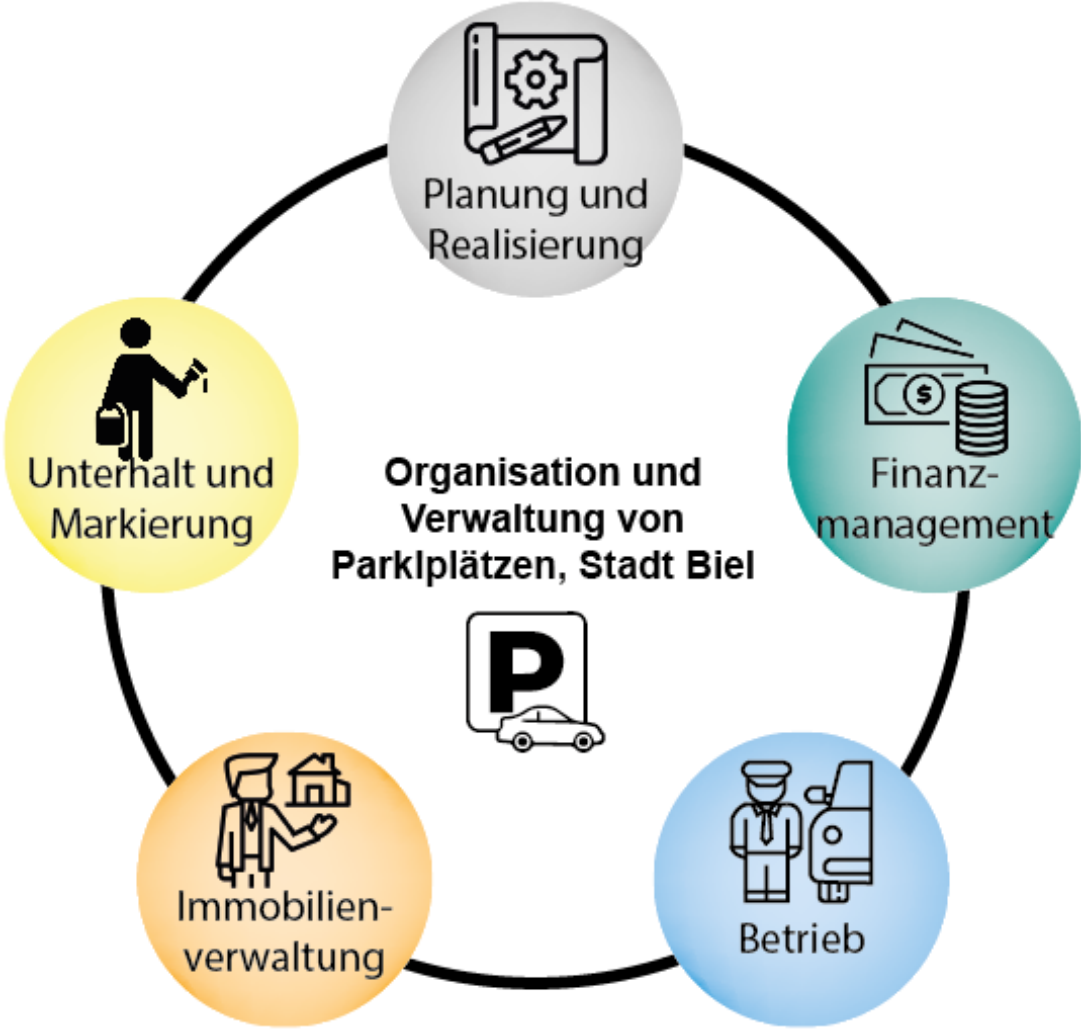 Planung und
Realisierung
Unterhalt und
Markierung
$
Finanz-
management
Organisation und
Verwaltung von
Parklplätzen, Stadt Biel
P
Immobilien-
verwaltung
Betrieb